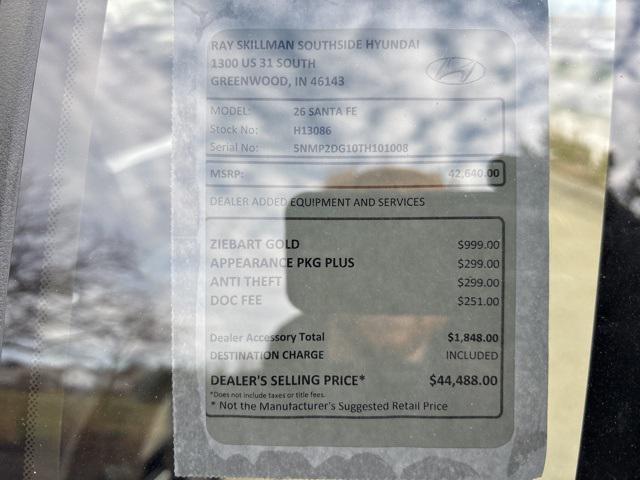 RAY SKILLMAN SOUTHSIDE HYUNDAI
1300 US 31 SOUTH
GREENWOOD, IN 46143
MODEL: 26 SANTA FE
Stock No: H13086
Serial No: 5NMP2DG10TH101008
MSRP: 42,640.00
DEALER ADDED EQUIPMENT AND SERVICES
ZIEBART GOLD $999.00
APPEARANCE PKG PLUS $299.00
ANTI THEFT $299.00
DOC FEE $251.00
Dealer Accessory Total $1,848.00
DESTINATION CHARGE INCLUDED
DEALER'S SELLING PRICE* $44,488.00
*Does not include taxes or title fees.
* Not the Manufacturer's Suggested Retail Price